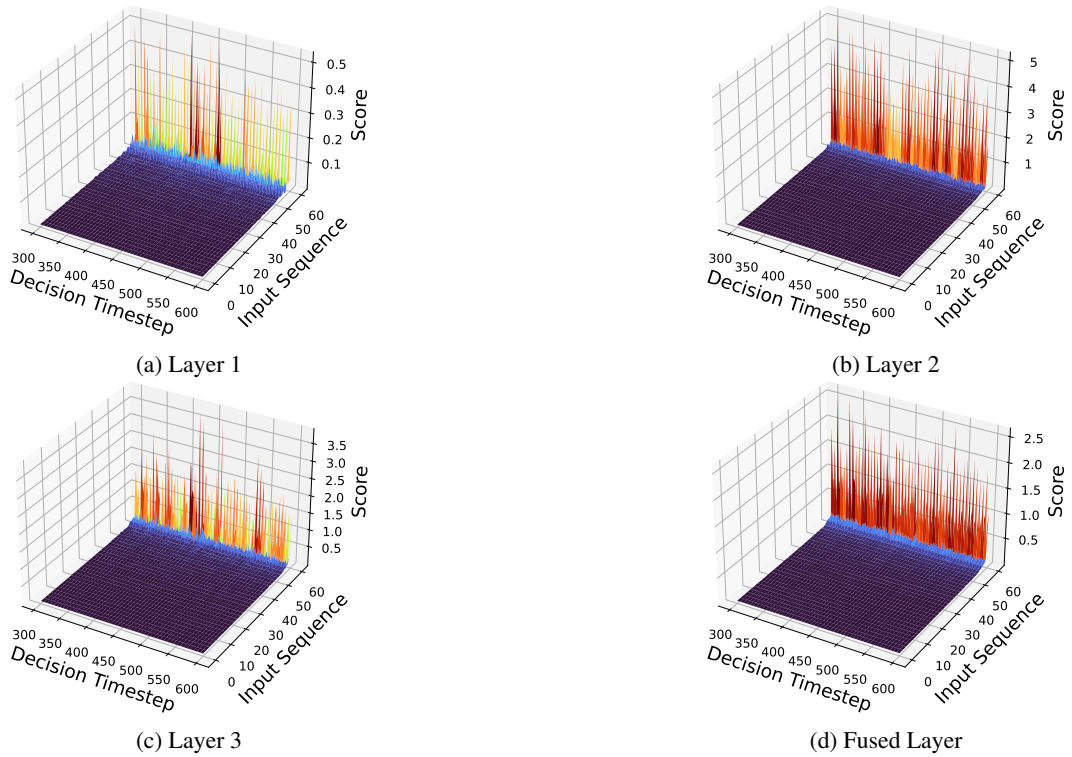 0.5
0.4
0.3
0.2
0.1
Score
300 350 400 450 500 550 600
Decision Timestep
0 10 20 30 40 50 60
Input Sequence
(a) Layer 1
5
4
3
2
1
Score
300 350 400 450 500 550 600
Decision Timestep
0 10 20 30 40 50 60
Input Sequence
(b) Layer 2
3.5
3.0
2.5
2.0
1.5
1.0
0.5
Score
300 350 400 450 500 550 600
Decision Timestep
0 10 20 30 40 50 60
Input Sequence
(c) Layer 3
2.5
2.0
1.5
1.0
0.5
Score
300 350 400 450 500 550 600
Decision Timestep
0 10 20 30 40 50 60
Input Sequence
(d) Fused Layer